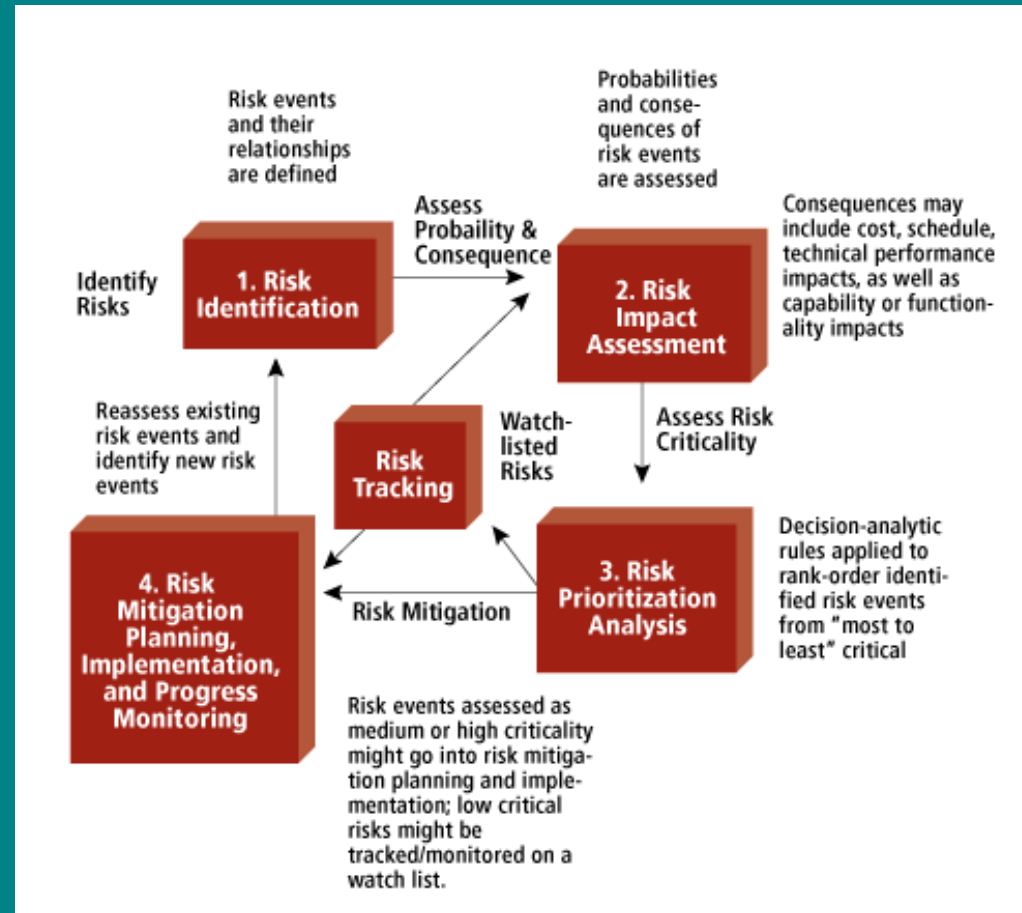 Risk events
and their
relationships
are defined
Probabilities
and conse-
quences of
risk events
are assessed
Assess
Probaility &
Consequence
Consequences may
include cost, schedule,
technical performance
impacts, as well as
capability or function-
ality impacts
Identify
Risks
1. Risk
Identification
2. Risk
Impact
Assessment
Reassess existing
risk events and
identify new risk
events
Risk
Tracking
Watch-
listed
Risks
Assess Risk
Criticality
4. Risk
Mitigation
Planning,
Implementation,
and Progress
Monitoring
Risk Mitigation
3. Risk
Prioritization
Analysis
Decision-analytic
rules applied to
rank-order identi-
fied risk events
from "most to
least" critical
Risk events assessed as
medium or high criticality
might go into risk mitiga-
tion planning and imple-
mentation; low critical
risks might be
tracked/monitored on a
watch list.